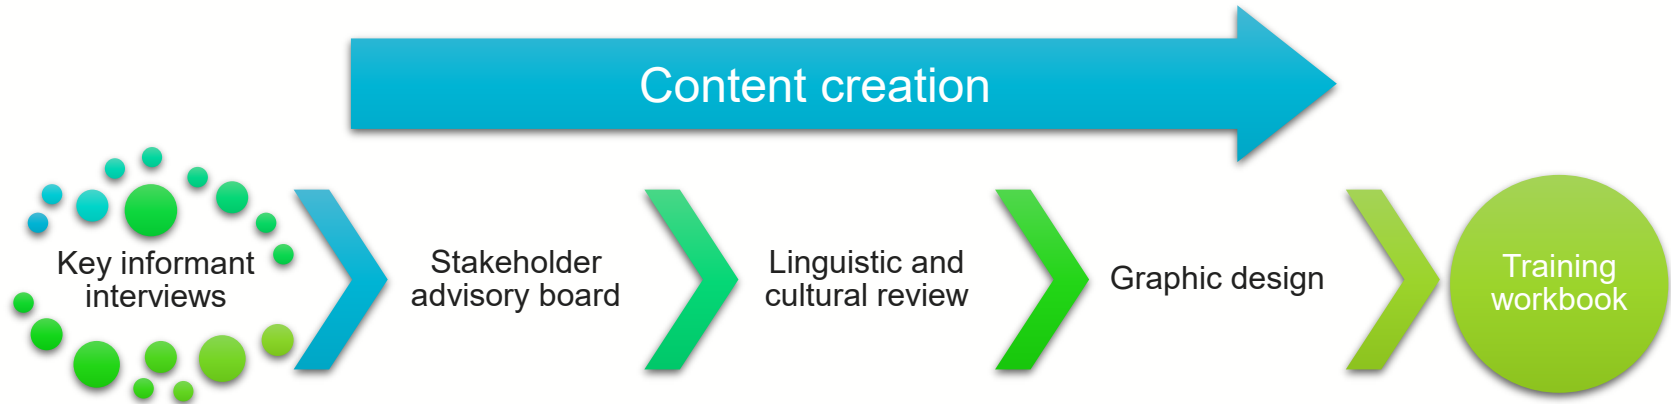 Content creation
Key informant
interviews
Stakeholder
advisory board
Linguistic and
cultural review
Graphic design
Training
workbook